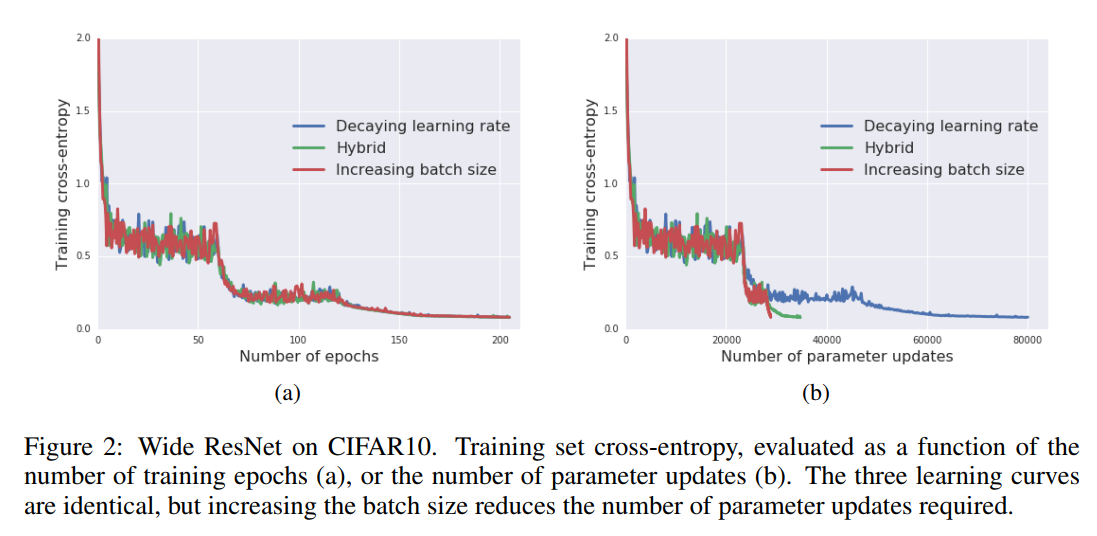 2.0
1.5
1.0
0.5
0.0
Training cross-entropy
Decaying learning rate
Hybrid
Increasing batch size
0
50
100
150
200
Number of epochs
(a)
2.0
1.5
1.0
0.5
0.0
Training cross-entropy
Decaying learning rate
Hybrid
Increasing batch size
0
20000
40000
60000
80000
Number of parameter updates
(b)
Figure 2: Wide ResNet on CIFAR10. Training set cross-entropy, evaluated as a function of the
number of training epochs (a), or the number of parameter updates (b). The three learning curves
are identical, but increasing the batch size reduces the number of parameter updates required.